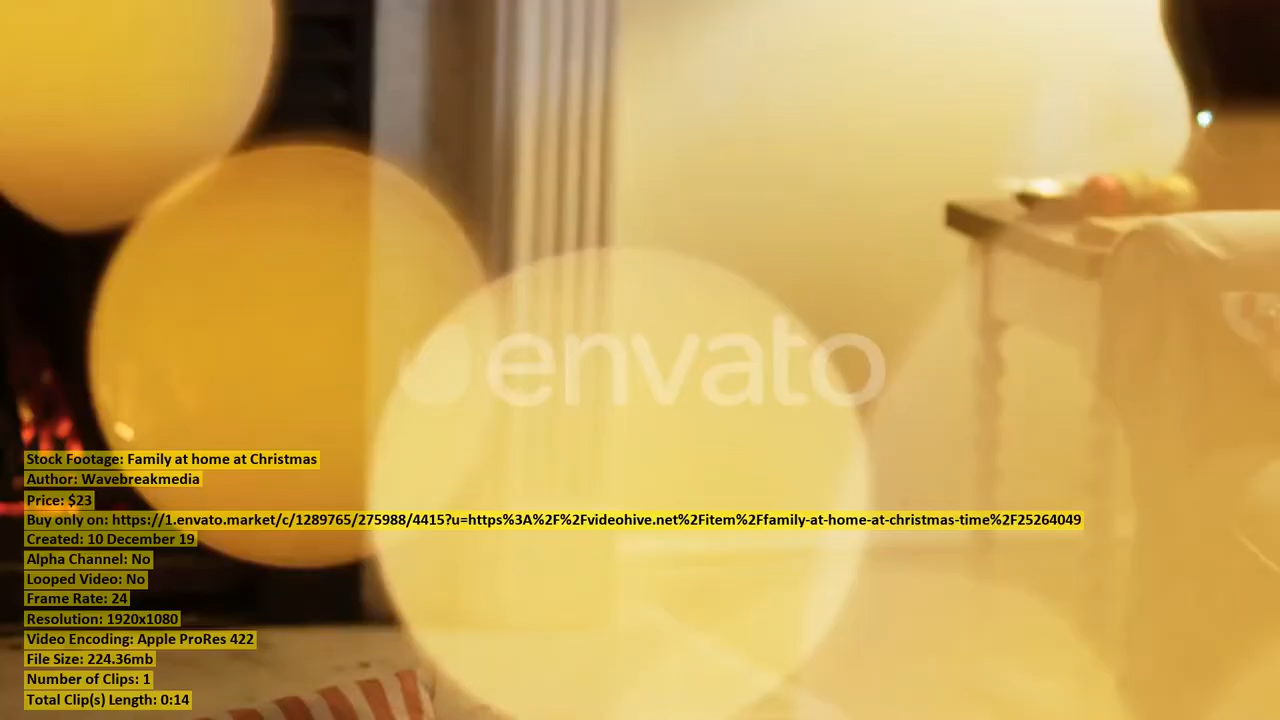 envato
Stock Footage: Family at home at Christmas
Author: Wavebreakmedia
Price: $23
Buy only on: https://1.envato.market/c/1289765/275988/4415?u=https%3A%2F%2Fvideohive.net%2Fitem%2Ffamily-at-home-at-christmas-time%2F25264049
Created: 10 December 19
Alpha Channel: No
Looped Video: No
Frame Rate: 24
Resolution: 1920x1080
Video Encoding: Apple ProRes 422
File Size: 224.36mb
Number of Clips: 1
Total Clip(s) Length: 0:14